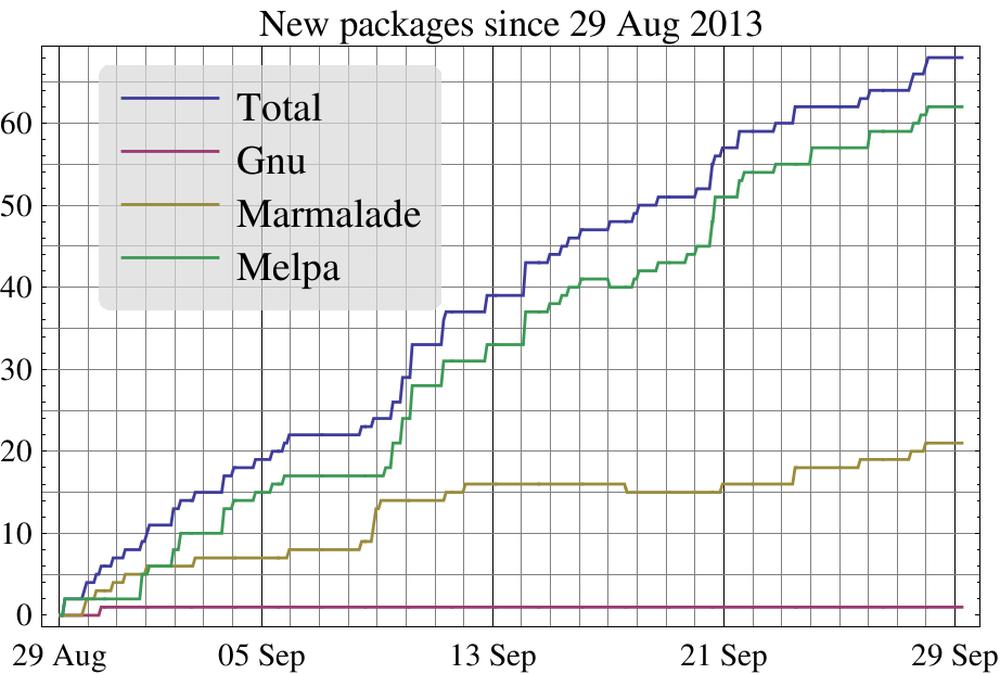 New packages since 29 Aug 2013
Total
Gnu
Marmalade
Melpa
60
50
40
30
20
10
0
29 Aug 05 Sep 13 Sep 21 Sep 29 Sep